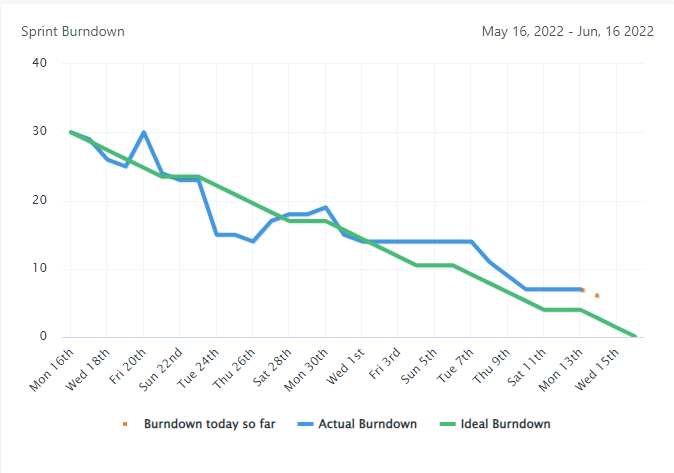 Sprint Burndown
May 16, 2022 - Jun, 16 2022
40
30
20
10
0
Mon 16th
Wed 18th
Fri 20th
Sun 22nd
Tue 24th
Thu 26th
Sat 28th
Mon 30th
Wed 1st
Fri 3rd
Sun 5th
Tue 7th
Thu 9th
Sat 11th
Mon 13th
Wed 15th
Burndown today so far
Actual Burndown
Ideal Burndown